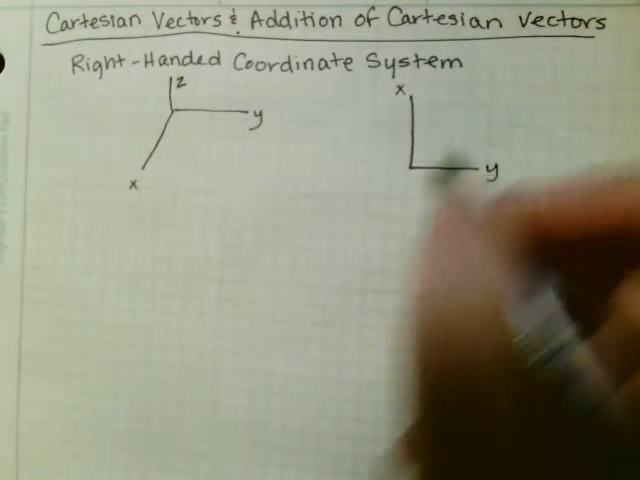 Cartesian Vectors & Addition of Cartesian Vectors
Right-Handed Coordinate System
z
y
x
x
y